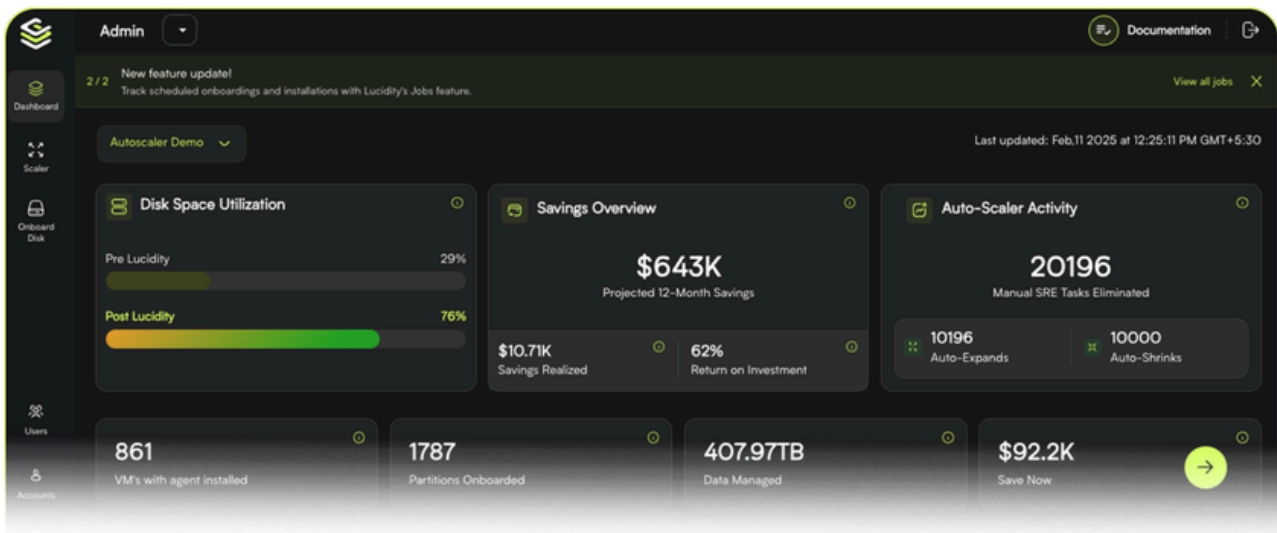 Admin
Documentation
2/2
New feature update!
Track scheduled onboardings and installations with Lucidity's Jobs feature.
View all jobs
Dashboard
Scaler
Onboard
Disk
Users
Accounts
Autoscaler Demo
Last updated: Feb,11 2025 at 12:25:11 PM GMT+5:30
Disk Space Utilization
Pre Lucidity 29%
Post Lucidity 76%
Savings Overview
$643K
Projected 12-Month Savings
$10.71K
Savings Realized
62%
Return on Investment
Auto-Scaler Activity
20196
Manual SRE Tasks Eliminated
10196
Auto-Expands
10000
Auto-Shrinks
861
VM's with agent installed
1787
Partitions Onboarded
407.97TB
Data Managed
$92.2K
Save Now